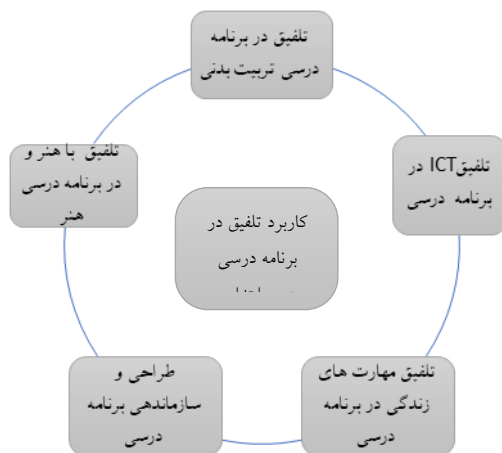 تلفیق در برنامه
درسی تربیت بدنی
تلفیقICT در
برنامه درسی
تلفیق مهارت های
زندگی در برنامه
درسی
طراحی و
سازماندهی برنامه
درسی
تلفیق با هنر و
در برنامه درسی
هنر
کاربرد تلفیق در
برنامه درسی